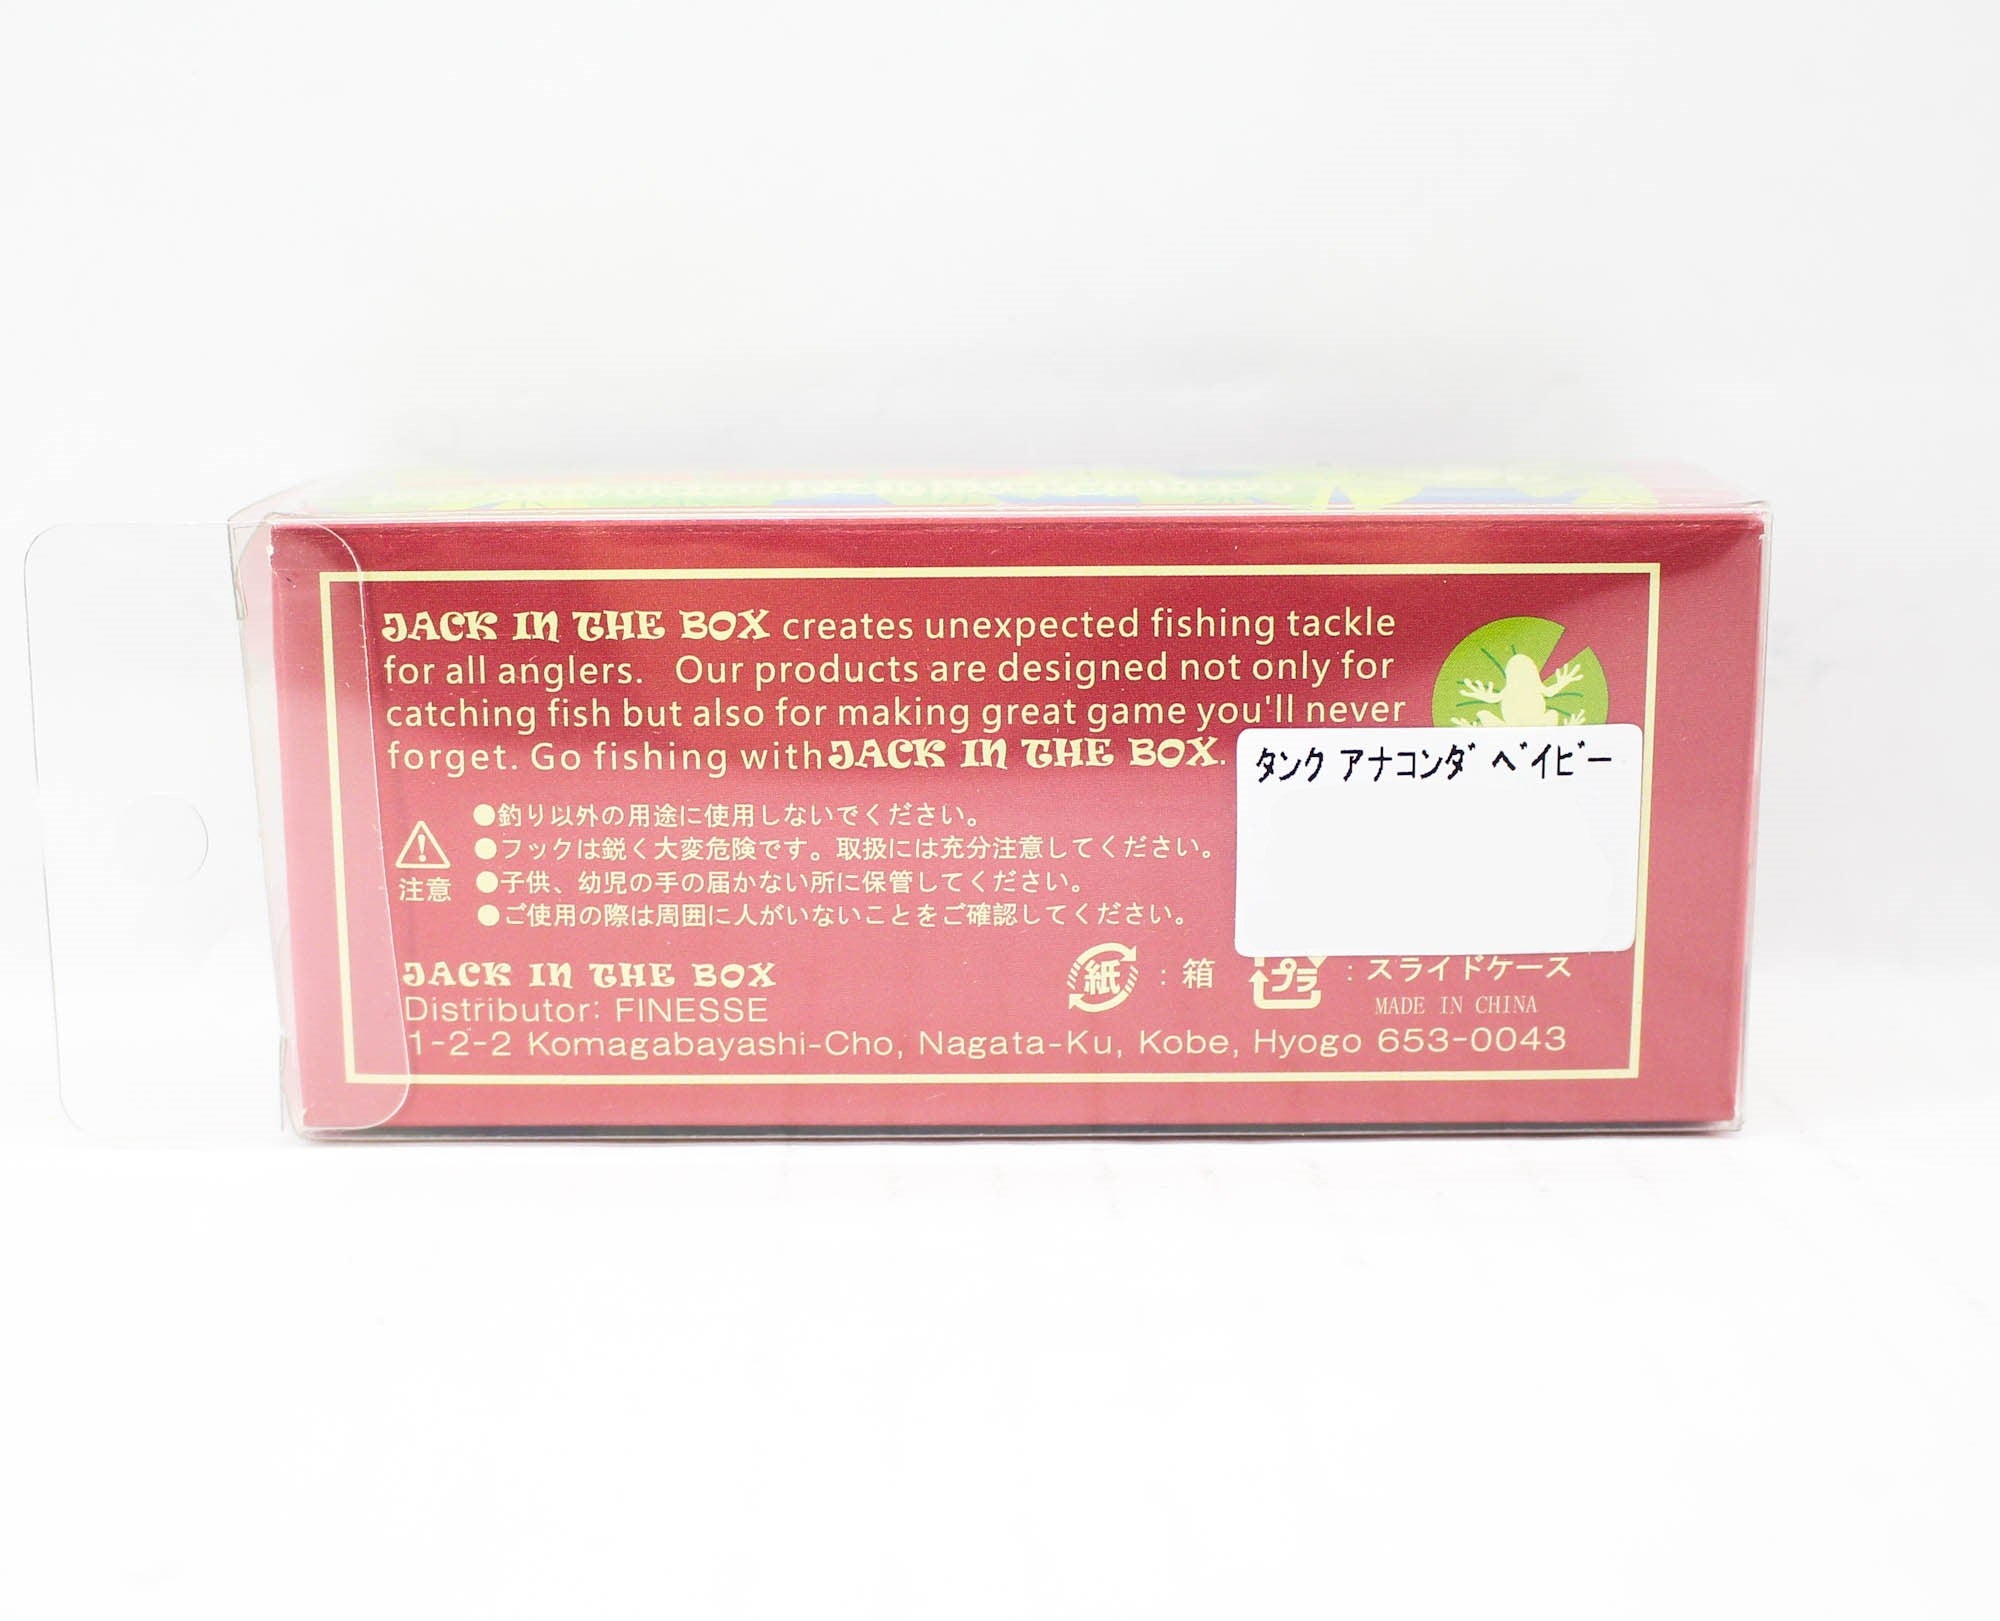 JACK IN THE BOX creates unexpected fishing tackle
for all anglers. Our products are designed not only for
catching fish but also for making great game you'll never
forget. Go fishing with JACK IN THE BOX.
タンク アナコンダ ベイビー
注意
●釣り以外の用途に使用しないでください。
●フックは鋭く大変危険です。取扱には充分注意してください。
●子供、幼児の手の届かない所に保管してください。
●ご使用の際は周囲に人がいないことをご確認してください。
JACK IN THE BOX
紙 : 箱 プラ : スライドケース
Distributor: FINESSE
MADE IN CHINA
1-2-2 Komagabayashi-Cho, Nagata-Ku, Kobe, Hyogo 653-0043